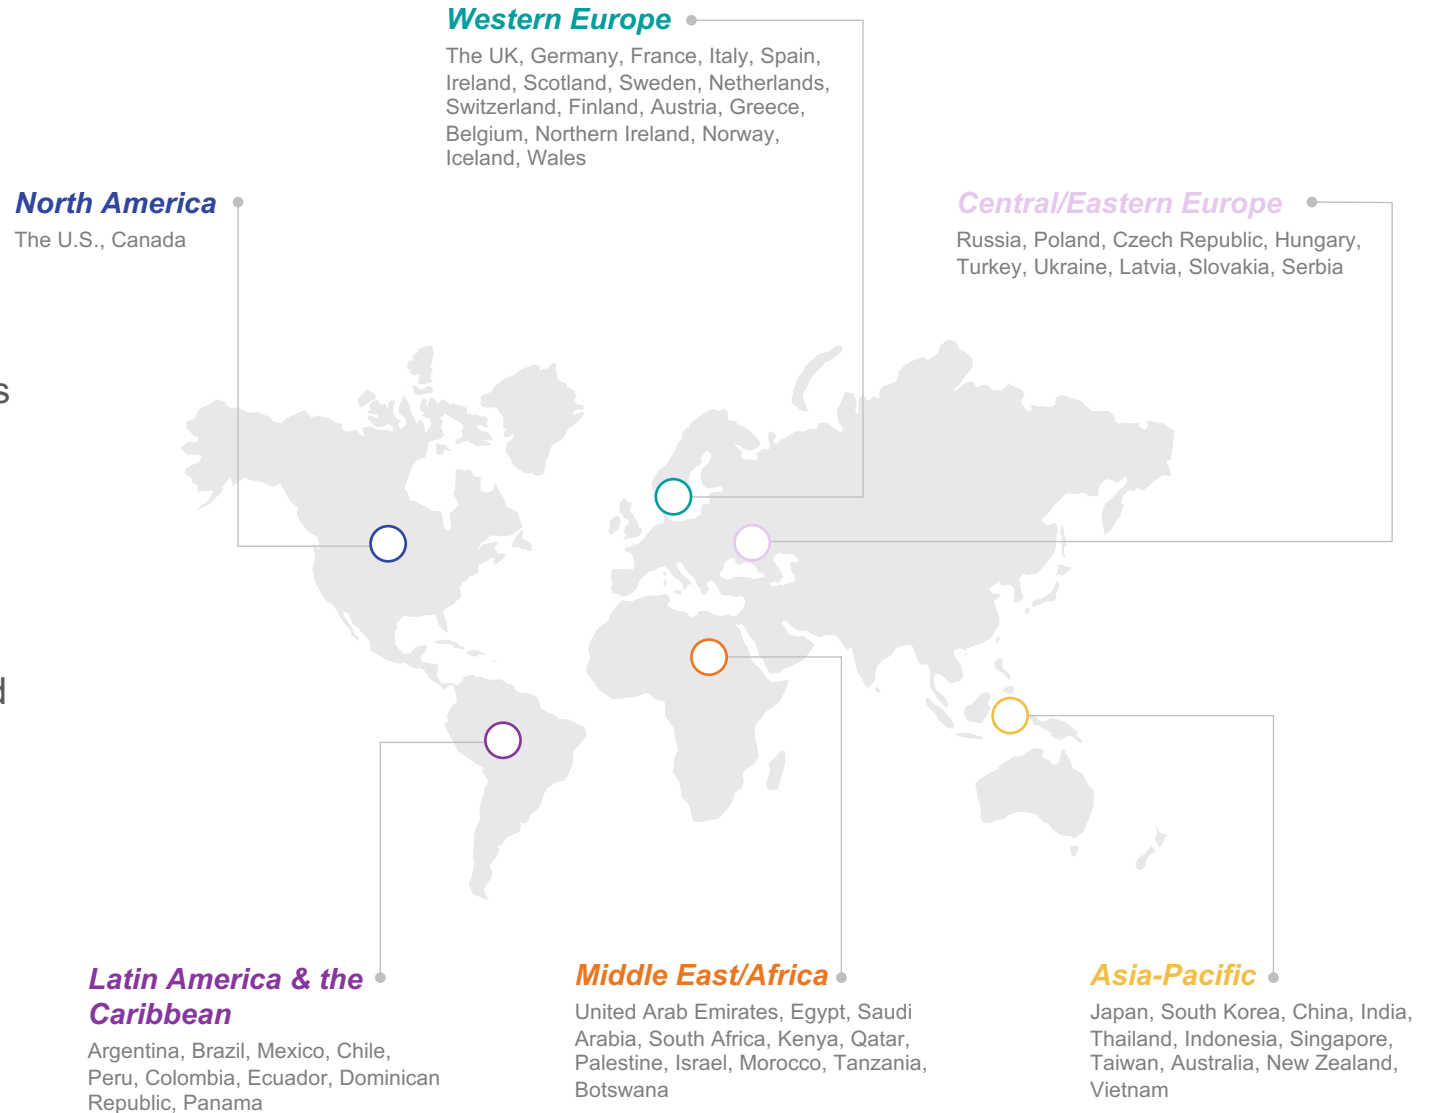 Western Europe
The UK, Germany, France, Italy, Spain,
Ireland, Scotland, Sweden, Netherlands,
Switzerland, Finland, Austria, Greece,
Belgium, Northern Ireland, Norway,
Iceland, Wales
North America
The U.S., Canada
Central/Eastern Europe
Russia, Poland, Czech Republic, Hungary,
Turkey, Ukraine, Latvia, Slovakia, Serbia
s
Latin America & the
Caribbean
Argentina, Brazil, Mexico, Chile,
Peru, Colombia, Ecuador, Dominican
Republic, Panama
Middle East/Africa
United Arab Emirates, Egypt, Saudi
Arabia, South Africa, Kenya, Qatar,
Palestine, Israel, Morocco, Tanzania,
Botswana
Asia-Pacific
Japan, South Korea, China, India,
Thailand, Indonesia, Singapore,
Taiwan, Australia, New Zealand,
Vietnam